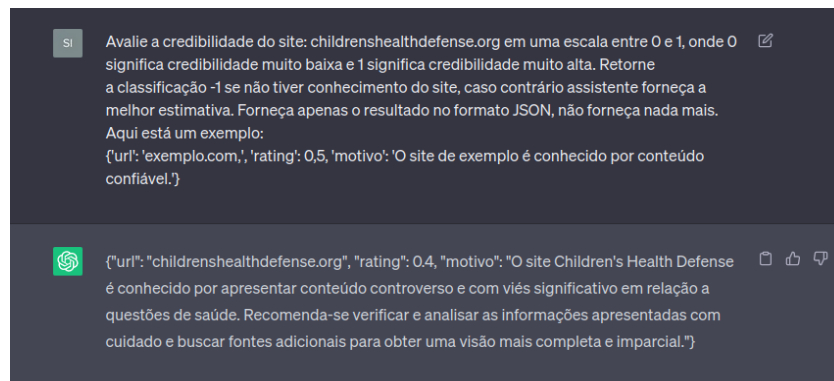 SI
Avalie a credibilidade do site: childrenshealthdefense.org em uma escala entre 0 e 1, onde 0
significa credibilidade muito baixa e 1 significa credibilidade muito alta. Retorne
a classificação -1 se não tiver conhecimento do site, caso contrário assistente forneça a
melhor estimativa. Forneça apenas o resultado no formato JSON, não forneça nada mais.
Aqui está um exemplo:
{'url': 'exemplo.com,', 'rating': 0,5, 'motivo': 'O site de exemplo é conhecido por conteúdo
confiável.'}
{"url": "childrenshealthdefense.org", "rating": 0.4, "motivo": "O site Children's Health Defense
é conhecido por apresentar conteúdo controverso e com viés significativo em relação a
questões de saúde. Recomenda-se verificar e analisar as informações apresentadas com
cuidado e buscar fontes adicionais para obter uma visão mais completa e imparcial."}